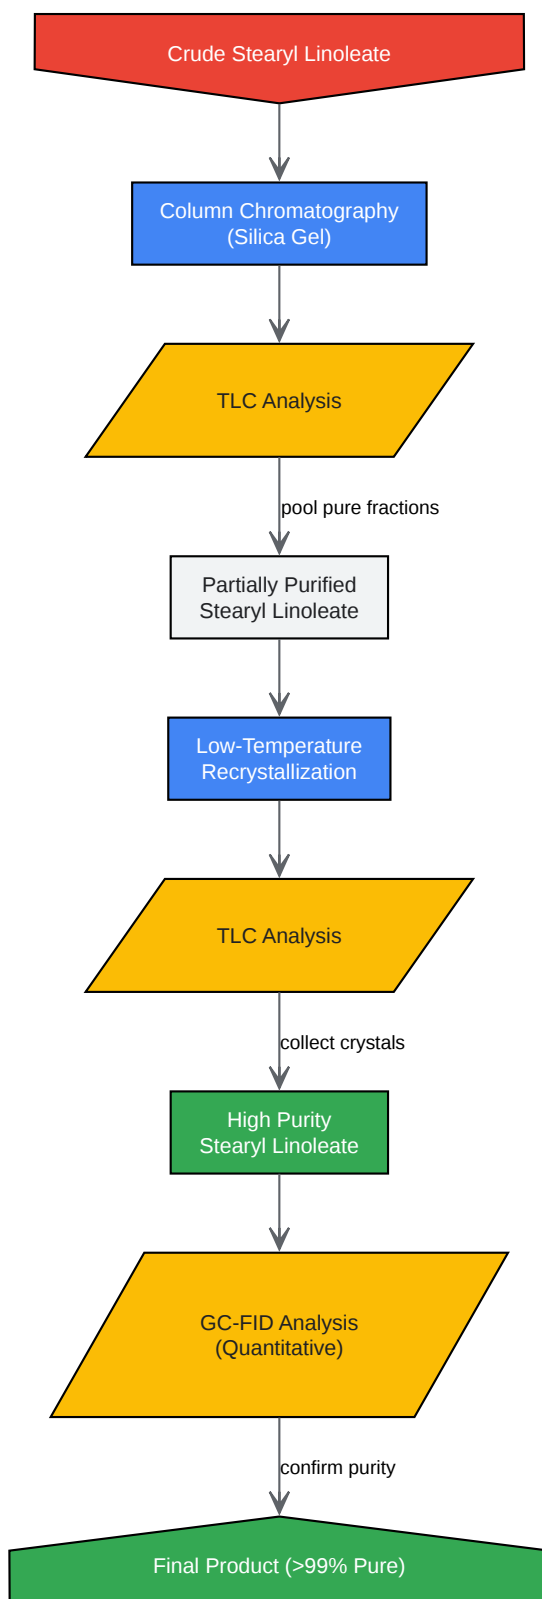 Crude Stearyl Linoleate
Column Chromatography
(Silica Gel)
TLC Analysis
pool pure fractions
Partially Purified
Stearyl Linoleate
Low-Temperature
Recrystallization
TLC Analysis
collect crystals
High Purity
Stearyl Linoleate
GC-FID Analysis
(Quantitative)
confirm purity
Final Product (>99% Pure)